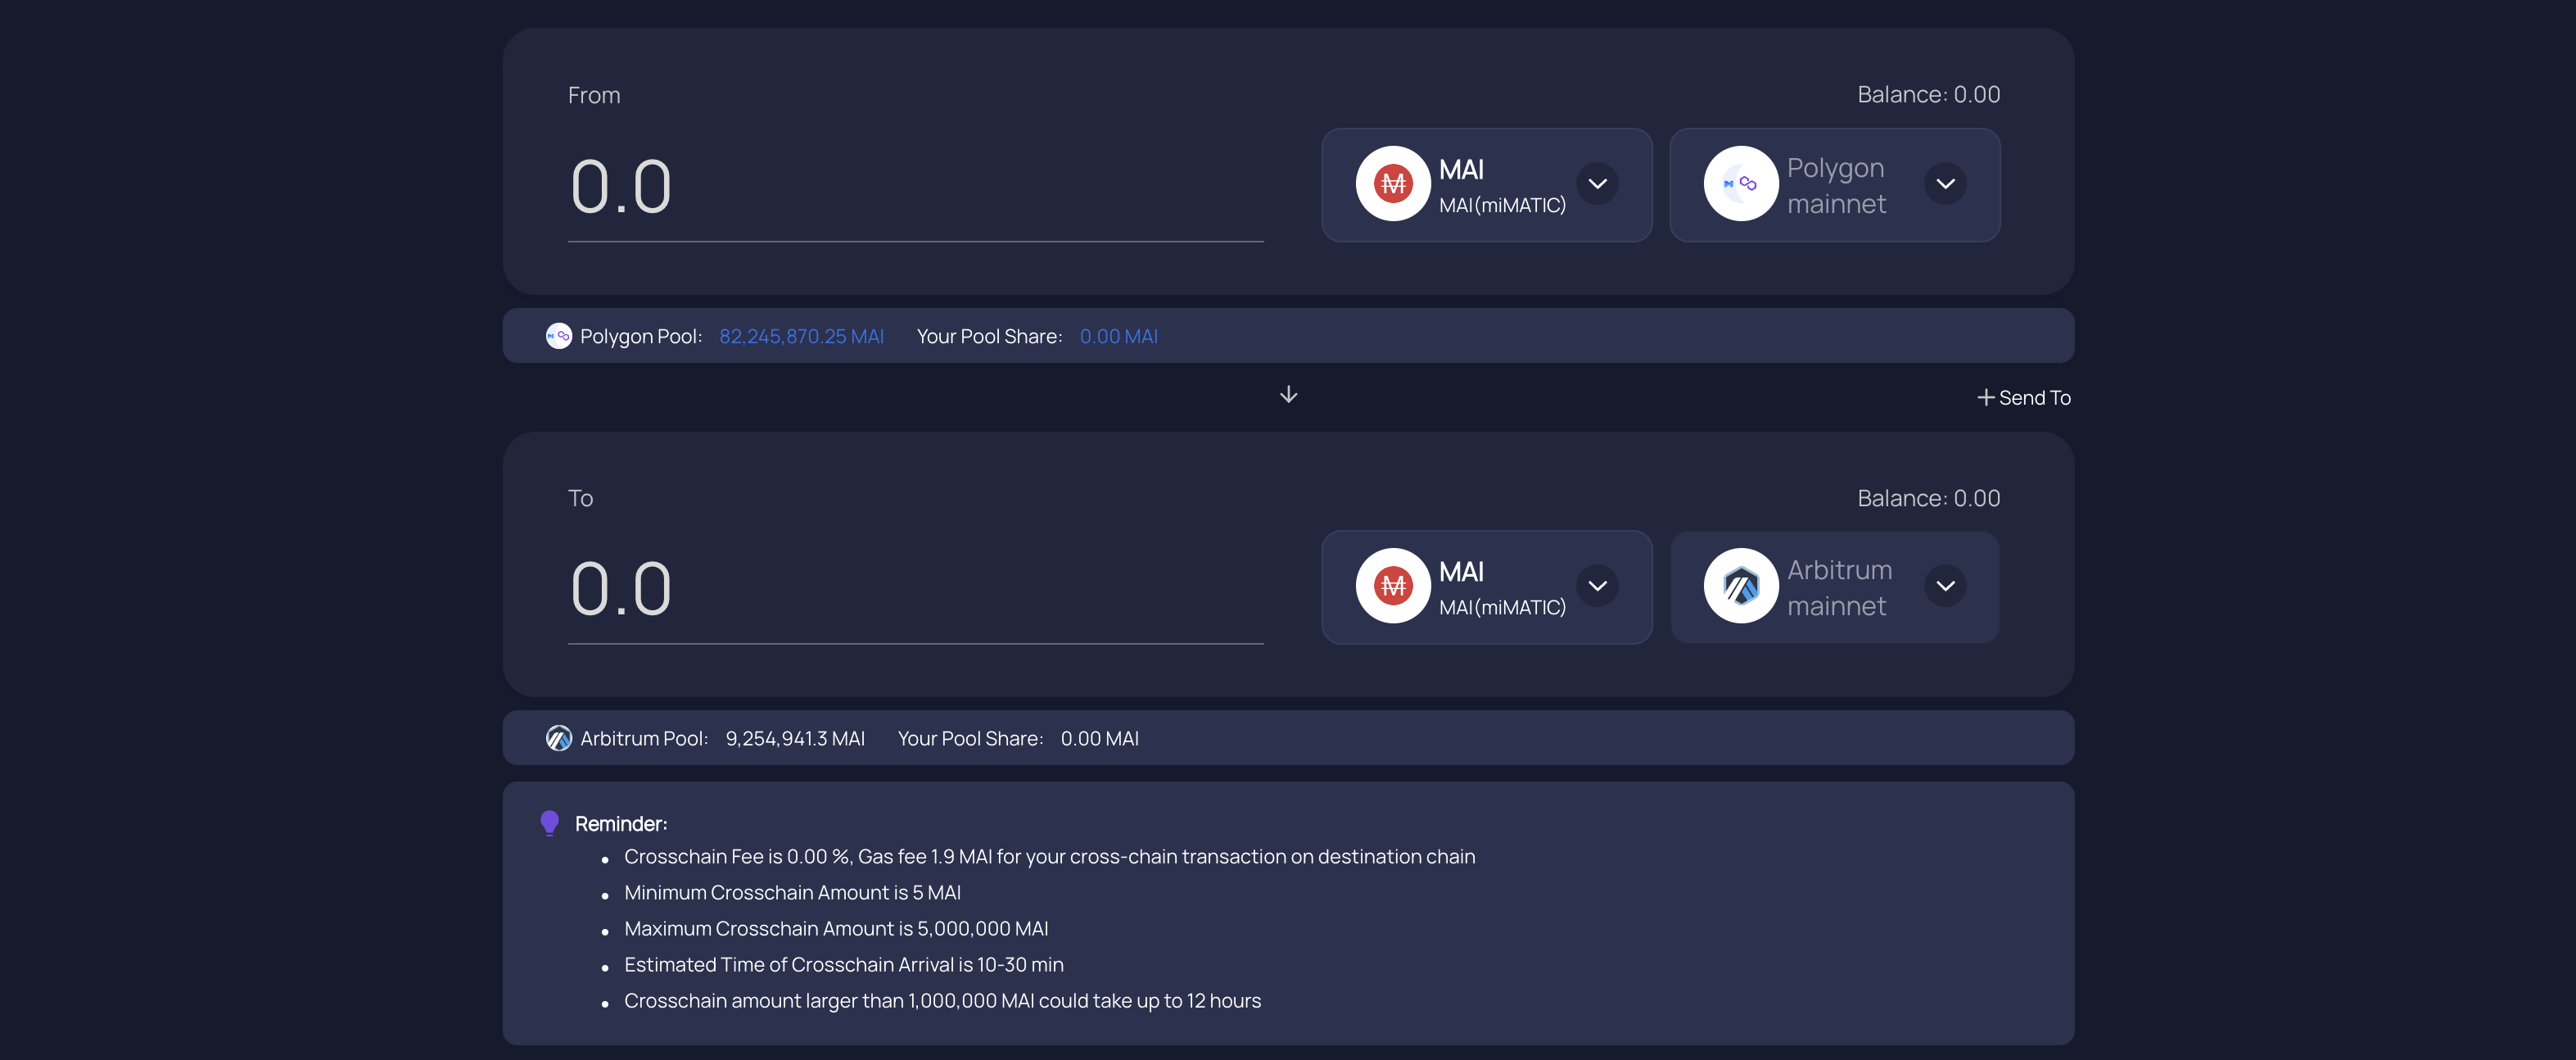 From
Balance: 0.00
0.0
MAI
MAI(miMATIC)
Polygon
mainnet
Polygon Pool: 82,245,870.25 MAI Your Pool Share: 0.00 MAI
Send To
To
Balance: 0.00
0.0
MAI
MAI(miMATIC)
Arbitrum
mainnet
Arbitrum Pool: 9,254,941.3 MAI Your Pool Share: 0.00 MAI
Reminder:
Crosschain Fee is 0.00 %, Gas fee 1.9 MAI for your cross-chain transaction on destination chain
Minimum Crosschain Amount is 5 MAI
Maximum Crosschain Amount is 5,000,000 MAI
Estimated Time of Crosschain Arrival is 10-30 min
Crosschain amount larger than 1,000,000 MAI could take up to 12 hours